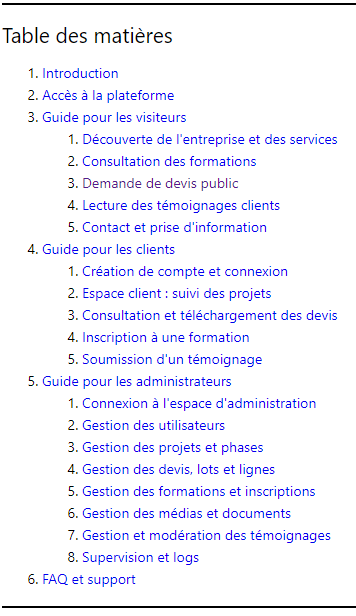 Table des matières
1. Introduction
2. Accès à la plateforme
3. Guide pour les visiteurs
1. Découverte de l'entreprise et des services
2. Consultation des formations
3. Demande de devis public
4. Lecture des témoignages clients
5. Contact et prise d'information
4. Guide pour les clients
1. Création de compte et connexion
2. Espace client : suivi des projets
3. Consultation et téléchargement des devis
4. Inscription à une formation
5. Soumission d'un témoignage
5. Guide pour les administrateurs
1. Connexion à l'espace d'administration
2. Gestion des utilisateurs
3. Gestion des projets et phases
4. Gestion des devis, lots et lignes
5. Gestion des formations et inscriptions
6. Gestion des médias et documents
7. Gestion et modération des témoignages
8. Supervision et logs
6. FAQ et support